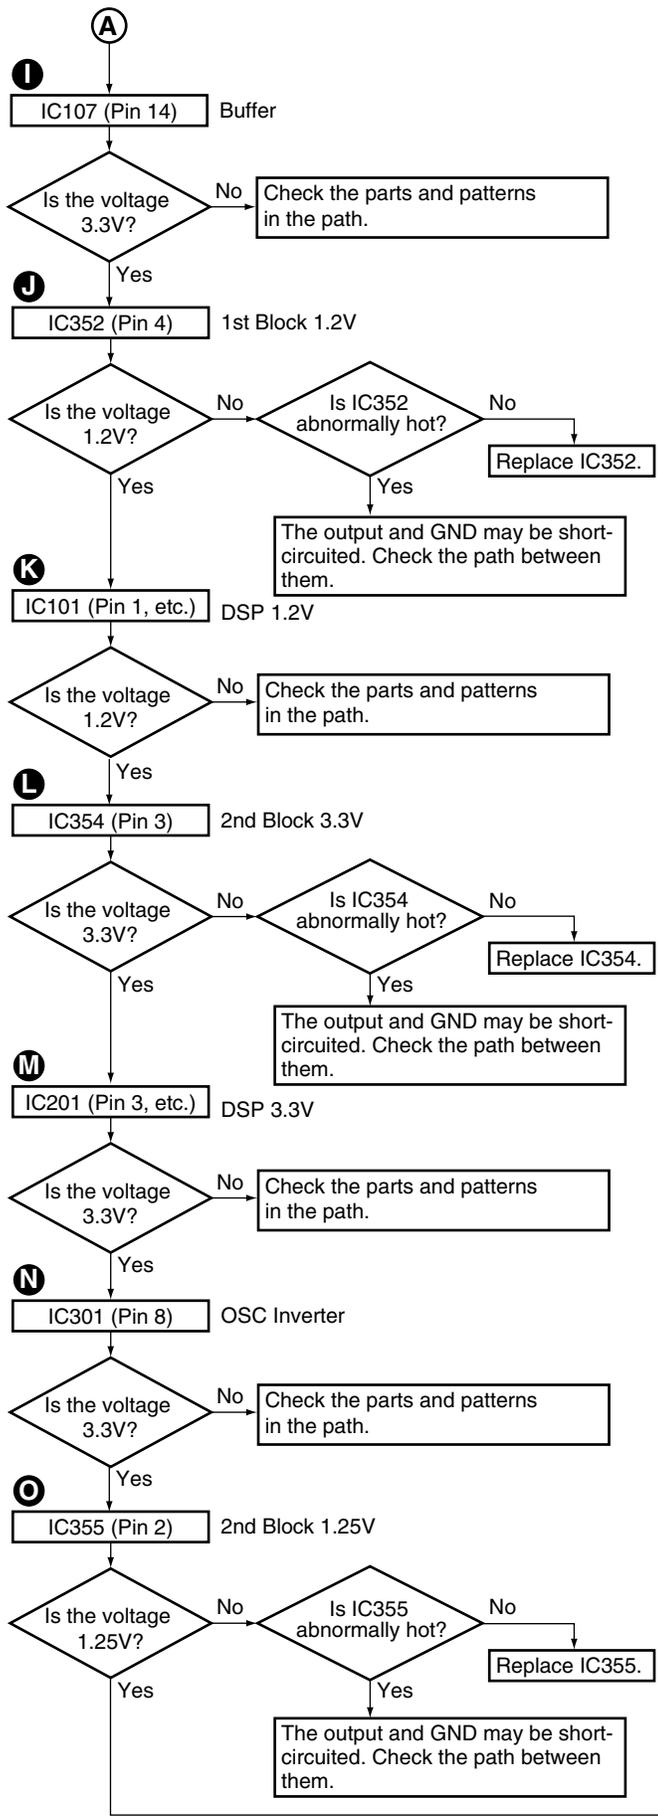 A
I
IC107 (Pin 14)
Buffer
Is the voltage
3.3V?
No
Check the parts and patterns
in the path.
Yes
J
IC352 (Pin 4)
1st Block 1.2V
Is the voltage
1.2V?
No
Is IC352
abnormally hot?
No
Replace IC352.
Yes
Yes
The output and GND may be short-
circuited. Check the path between
them.
K
IC101 (Pin 1, etc.)
DSP 1.2V
Is the voltage
1.2V?
No
Check the parts and patterns
in the path.
Yes
L
IC354 (Pin 3)
2nd Block 3.3V
Is the voltage
3.3V?
No
Is IC354
abnormally hot?
No
Replace IC354.
Yes
Yes
The output and GND may be short-
circuited. Check the path between
them.
M
IC201 (Pin 3, etc.)
DSP 3.3V
Is the voltage
3.3V?
No
Check the parts and patterns
in the path.
Yes
N
IC301 (Pin 8)
OSC Inverter
Is the voltage
3.3V?
No
Check the parts and patterns
in the path.
Yes
O
IC355 (Pin 2)
2nd Block 1.25V
Is the voltage
1.25V?
No
Is IC355
abnormally hot?
No
Replace IC355.
Yes
Yes
The output and GND may be short-
circuited. Check the path between
them.